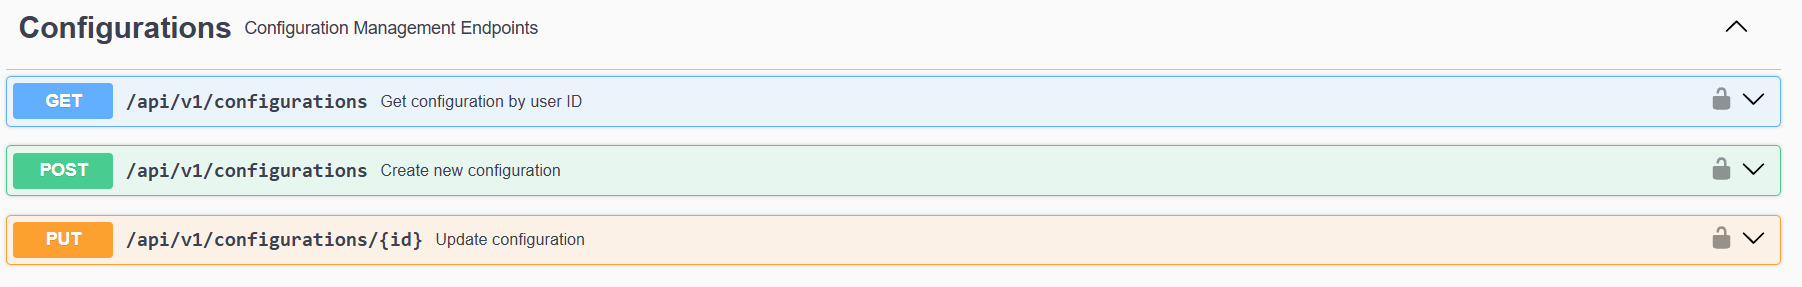 Configurations Configuration Management Endpoints
GET /api/v1/configurations Get configuration by user ID
POST /api/v1/configurations Create new configuration
PUT /api/v1/configurations/{id} Update configuration